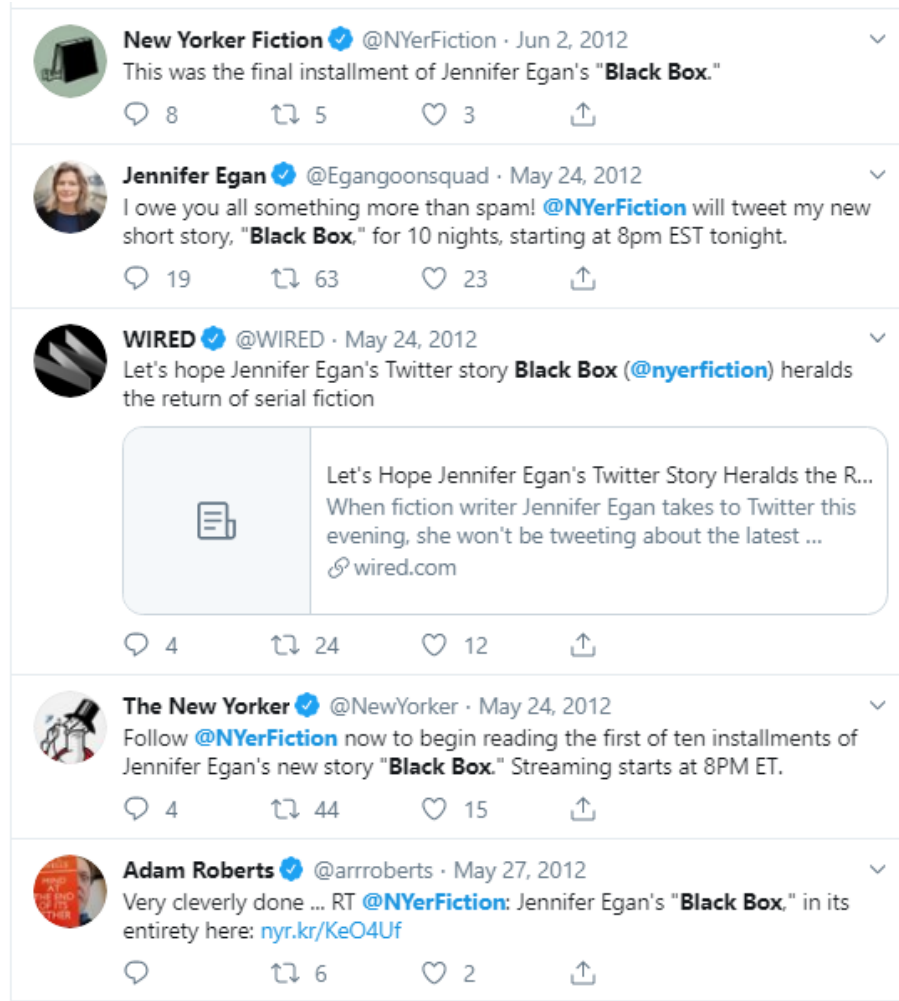 New Yorker Fiction @NYerFiction · Jun 2, 2012
This was the final installment of Jennifer Egan's "Black Box."
8 5 3
Jennifer Egan @Egangoonsquad · May 24, 2012
I owe you all something more than spam! @NYerFiction will tweet my new
short story, "Black Box," for 10 nights, starting at 8pm EST tonight.
19 63 23
WIRED @WIRED · May 24, 2012
Let's hope Jennifer Egan's Twitter story Black Box (@nyerfiction) heralds
the return of serial fiction
Let's Hope Jennifer Egan's Twitter Story Heralds the R...
When fiction writer Jennifer Egan takes to Twitter this
evening, she won't be tweeting about the latest ...
wired.com
4 24 12
The New Yorker @NewYorker · May 24, 2012
Follow @NYerFiction now to begin reading the first of ten installments of
Jennifer Egan's new story "Black Box." Streaming starts at 8PM ET.
4 44 15
Adam Roberts @arrroberts · May 27, 2012
Very cleverly done ... RT @NYerFiction: Jennifer Egan's "Black Box," in its
entirety here: nyr.kr/KeO4Uf
6 2
MIND
AT
THE END
OF ITS